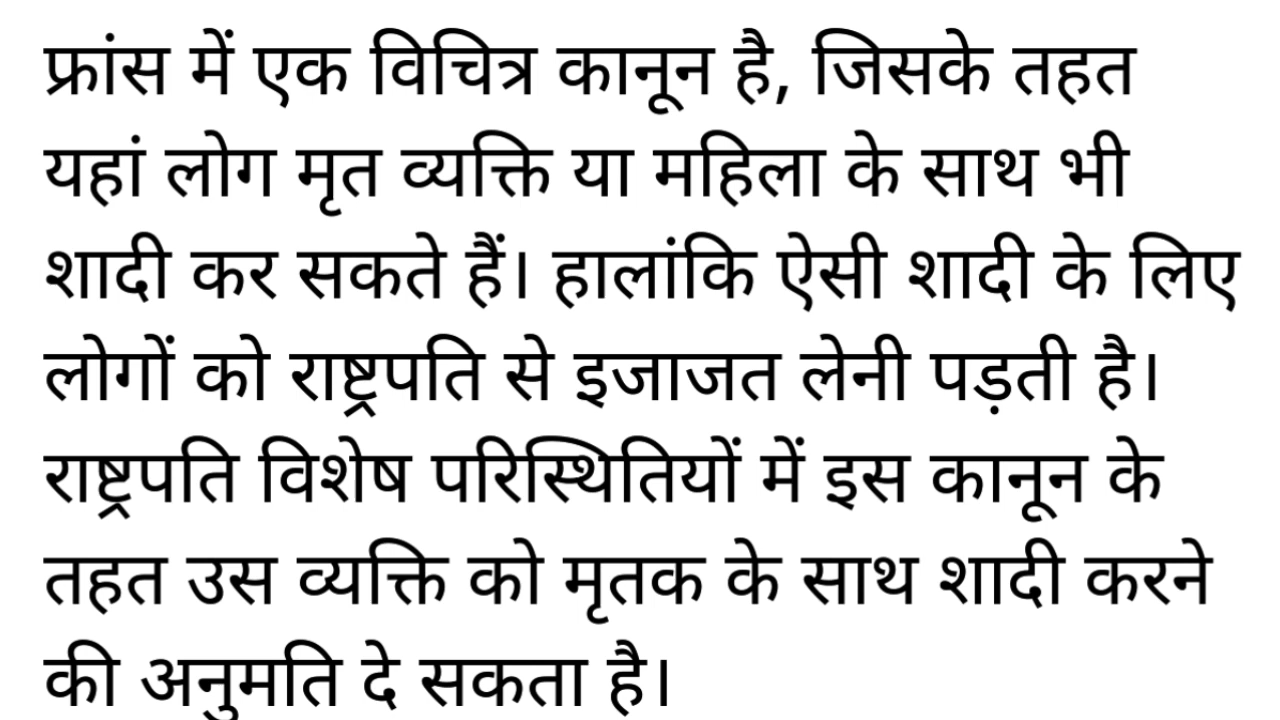 फ्रांस में एक विचित्र कानून है, जिसके तहत
यहां लोग मृत व्यक्ति या महिला के साथ भी
शादी कर सकते हैं। हालांकि ऐसी शादी के लिए
लोगों को राष्ट्रपति से इजाजत लेनी पड़ती है।
राष्ट्रपति विशेष परिस्थितियों में इस कानून के
तहत उस व्यक्ति को मृतक के साथ शादी करने
की अनुमति दे सकता है।